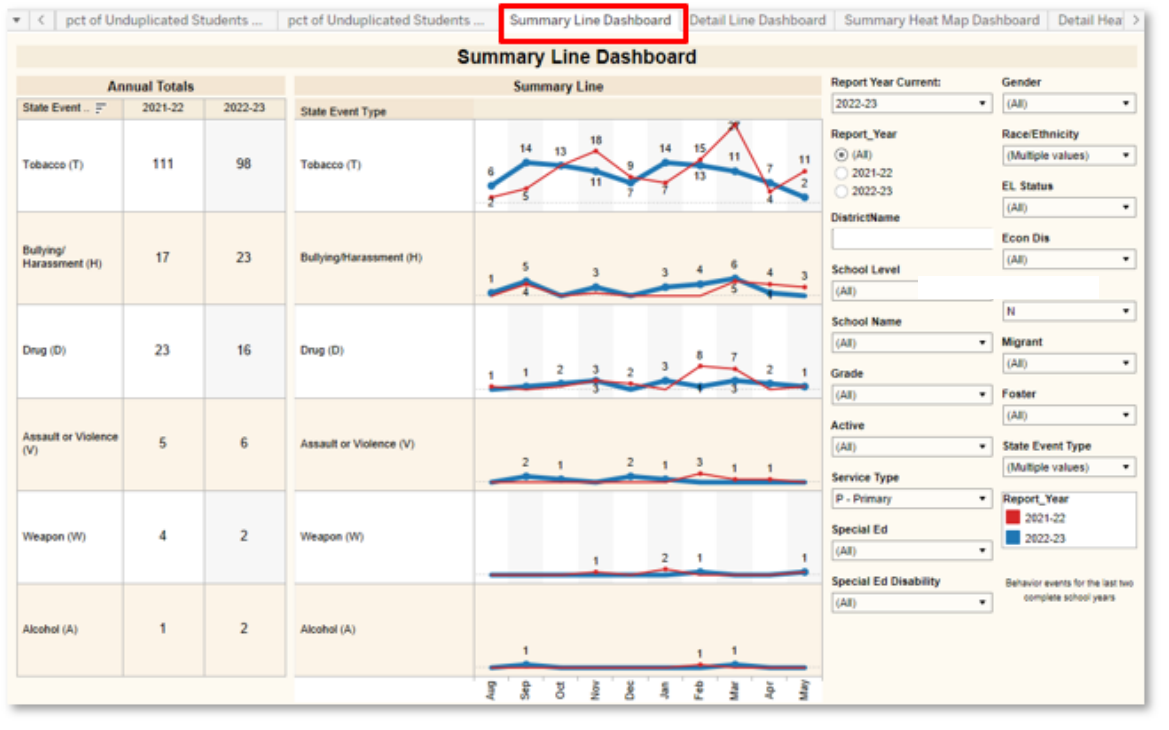 pct of Unduplicated Students ...
pct of Unduplicated Students ...
Summary Line Dashboard
Detail Line Dashboard
Summary Heat Map Dashboard
Detail Hea
Summary Line Dashboard
Annual Totals
State Event .. 2021-22 2022-23
Tobacco (T) 111 98
Bullying/
Harassment (H) 17 23
Drug (D) 23 16
Assault or Violence
(V) 5 6
Weapon (W) 4 2
Alcohol (A) 1 2
Summary Line
State Event Type
Tobacco (T)
6 14 13 18 9 14 15 11 7 11
2 5 11 7 7 13 4 2
Bullying/Harassment (H)
1 5 3 3 4 6 4 3
4 5
Drug (D)
1 1 2 3 2 3 8 7 2 1
3 3
Assault or Violence (V)
2 1 2 1 3 1 1
Weapon (W)
1 2 1 1
Alcohol (A)
1 1 1
Aug Sep Oct Nov Dec Jan Feb Mar Apr May
Report Year Current:
2022-23
Report_Year
(All)
2021-22
2022-23
DistrictName
School Level
(All)
School Name
(All)
Grade
(All)
Active
(All)
Service Type
P - Primary
Special Ed
(All)
Special Ed Disability
(All)
Gender
(All)
Race/Ethnicity
(Multiple values)
EL Status
(All)
Econ Dis
(All)
N
Migrant
(All)
Foster
(All)
State Event Type
(Multiple values)
Report_Year
2021-22
2022-23
Behavior events for the last two
complete school years